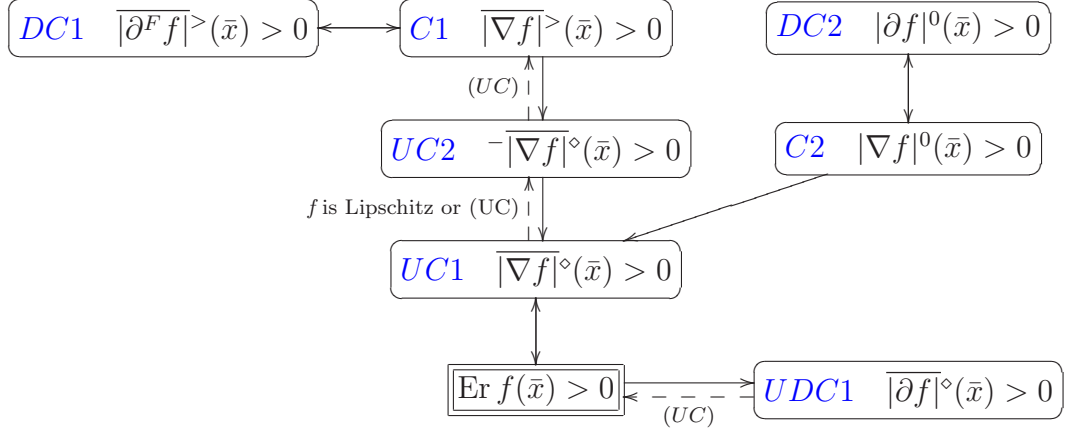 DC1 $\overline{|\partial^F f|}^{>}(\bar{x}) > 0$
C1 $\overline{|\nabla f|}^{>}(\bar{x}) > 0$
DC2 $|\partial f|^0(\bar{x}) > 0$
(UC)
UC2 ${}^{-}\overline{|\nabla f|}^{\diamond}(\bar{x}) > 0$
C2 $|\nabla f|^0(\bar{x}) > 0$
f is Lipschitz or (UC)
UC1 $\overline{|\nabla f|}^{\diamond}(\bar{x}) > 0$
Er $f(\bar{x}) > 0$
UDC1 $\overline{|\partial f|}^{\diamond}(\bar{x}) > 0$
(UC)